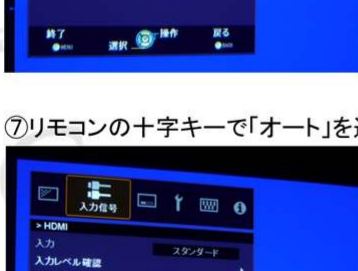 終了 操作 戻る
MENU 選択 BACK
⑦リモコンの十字キーで「オート」を
入力信号
> HDMI
入力 スタンダード
入力レベル確認